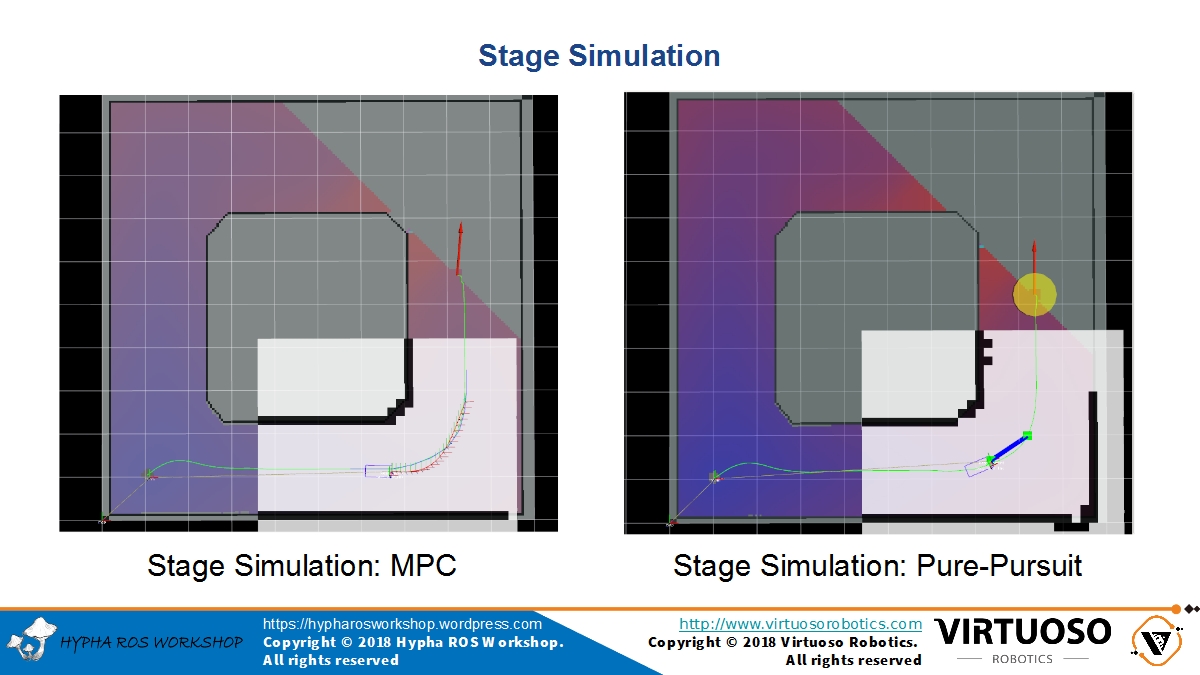 Stage Simulation
Stage Simulation: MPC
Stage Simulation: Pure-Pursuit
HYPHA ROS WORKSHOP
https://hypharosworkshop.wordpress.com
Copyright © 2018 Hypha ROS Workshop.
All rights reserved
http://www.virtuosorobotics.com
Copyright © 2018 Virtuoso Robotics.
All rights reserved
VIRTUOSO
ROBOTICS